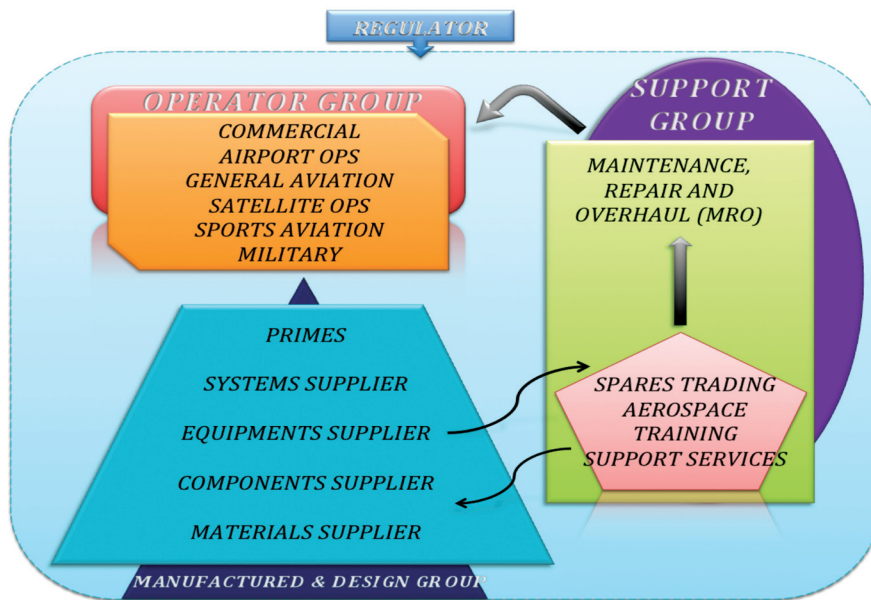 REGULATOR
OPERATOR GROUP
COMMERCIAL
AIRPORT OPS
GENERAL AVIATION
SATELLITE OPS
SPORTS AVIATION
MILITARY
SUPPORT
GROUP
MAINTENANCE,
REPAIR AND
OVERHAUL (MRO)
SPARES TRADING
AEROSPACE
TRAINING
SUPPORT SERVICES
PRIMES
SYSTEMS SUPPLIER
EQUIPMENTS SUPPLIER
COMPONENTS SUPPLIER
MATERIALS SUPPLIER
MANUFACTURED & DESIGN GROUP